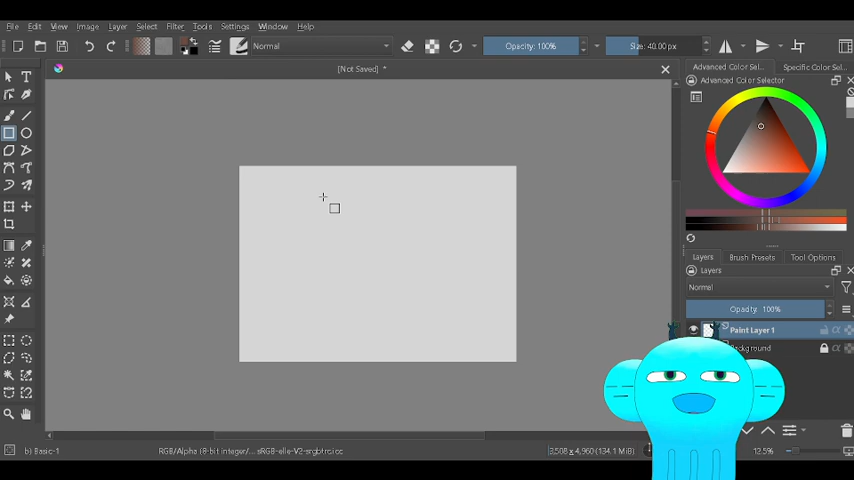 File Edit View Image Layer Select Filter Tools Settings Window Help
Normal Opacity: 100% Size: 40.00 px
[Not Saved] *
Advanced Color Sel... Specific Color Sel...
Advanced Color Selector
Layers Brush Presets Tool Options
Layers
Normal
Opacity: 100%
Paint Layer 1
Background
b) Basic-1 RGB/Alpha (8-bit integer/... sRGB-elle-V2-srgbtrc.icc 3,508 x 4,960 (134.1 MiB) 12.5%